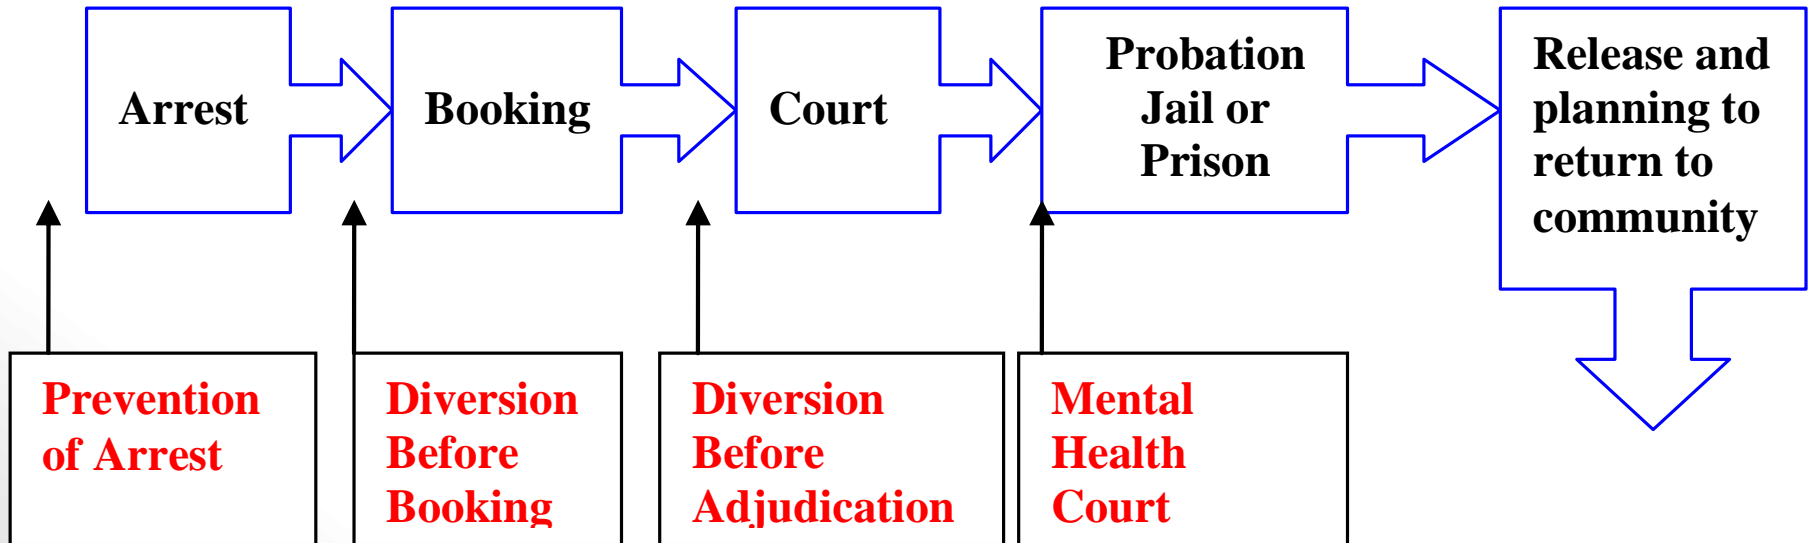 Arrest
Booking
Court
Probation
Jail or
Prison
Release and
planning to
return to
community
Prevention
of Arrest
Diversion
Before
Booking
Diversion
Before
Adjudication
Mental
Health
Court